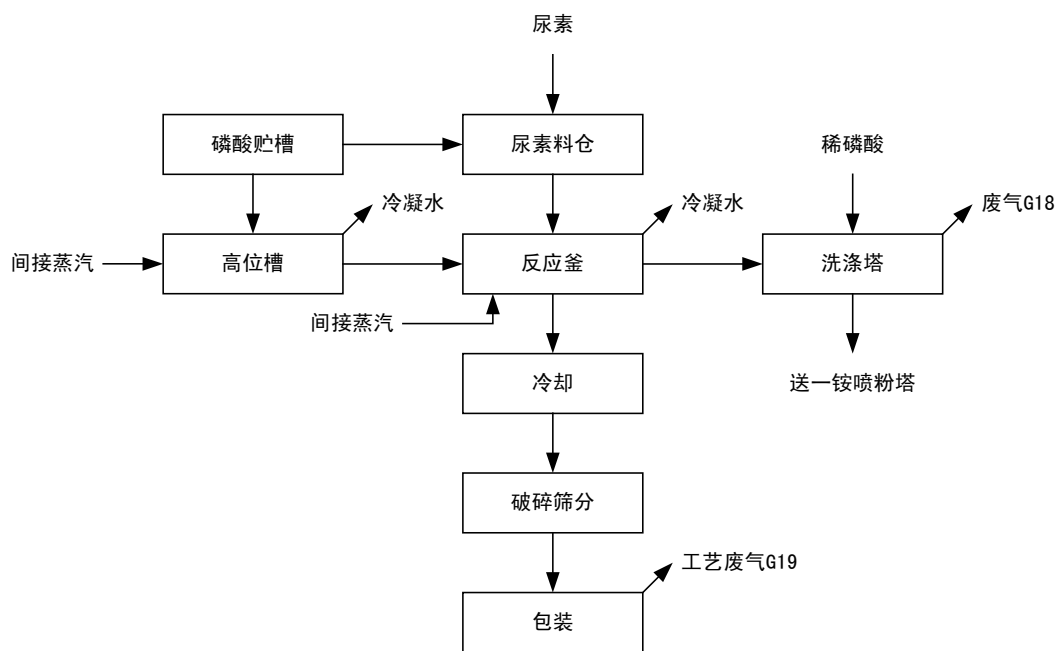 尿素
磷酸贮槽
尿素料仓
稀磷酸
冷凝水
冷凝水
废气G18
间接蒸汽
高位槽
反应釜
洗涤塔
间接蒸汽
冷却
送一铵喷粉塔
破碎筛分
工艺废气G19
包装